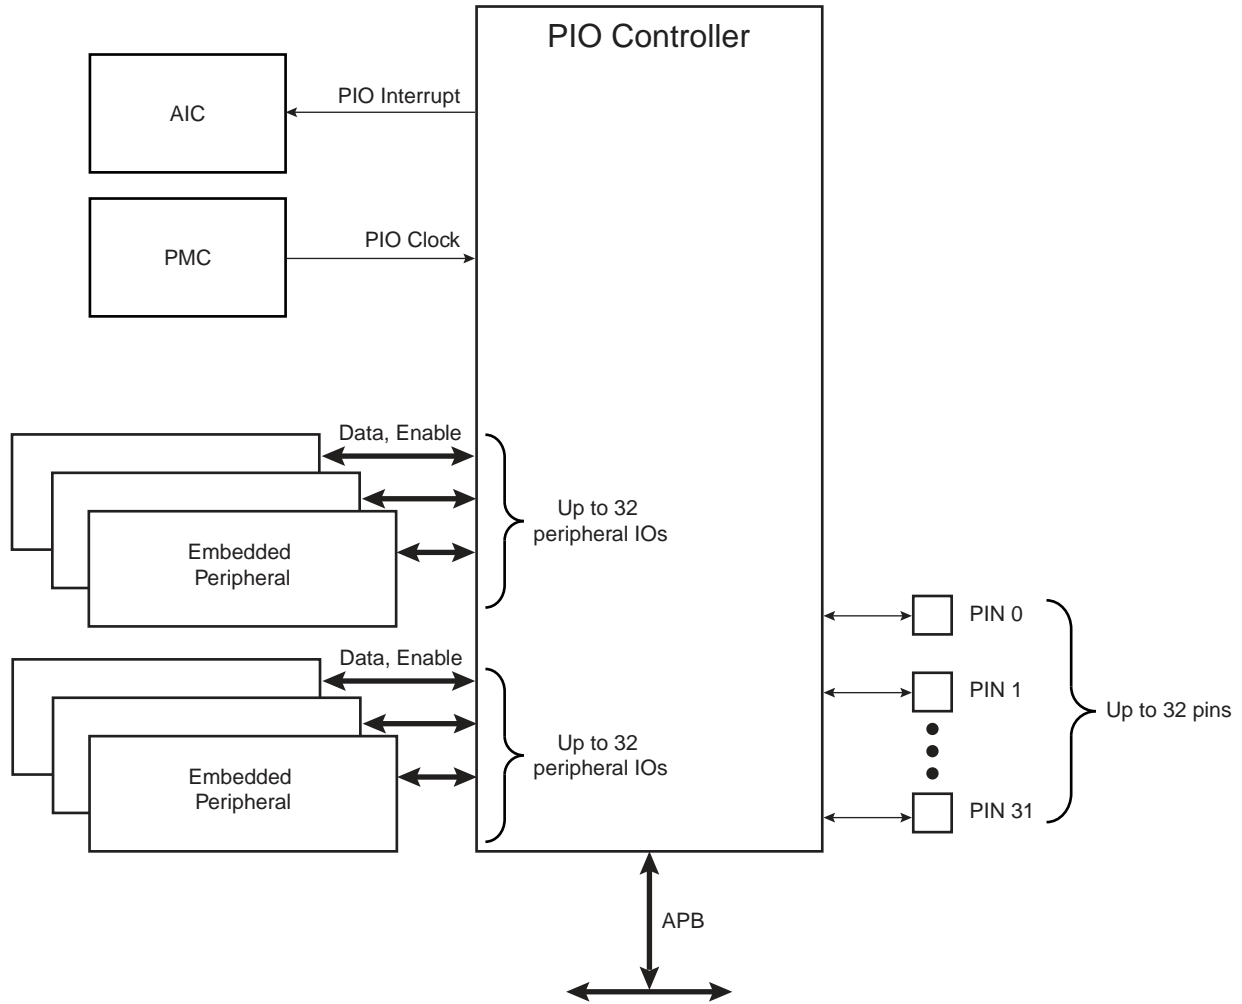 PIO Controller
PIO Interrupt
AIC
PIO Clock
PMC
Data, Enable
Up to 32
peripheral IOs
Embedded
Peripheral
PIN 0
Data, Enable
PIN 1
Up to 32 pins
Up to 32
peripheral IOs
Embedded
Peripheral
PIN 31
APB